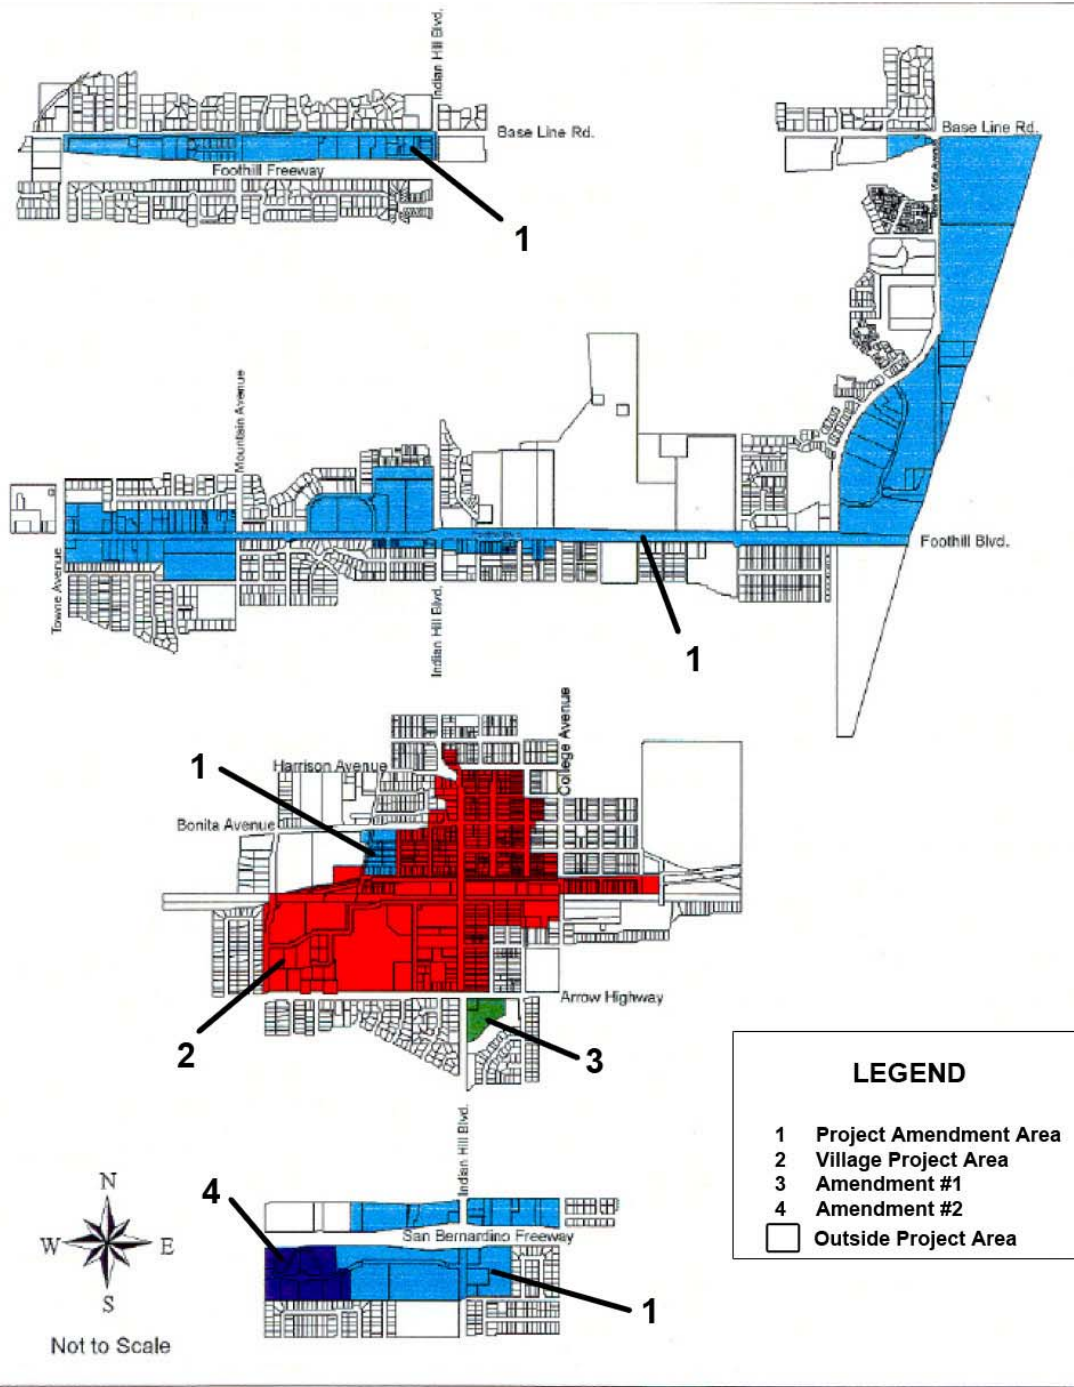 Indian Hill Blvd.
Base Line Rd.
Foothill Freeway
1
Base Line Rd.
Mountain Avenue
Towne Avenue
Foothill Blvd.
Indian Hill Blvd.
1
College Avenue
1
Harrison Avenue
Bonita Avenue
Arrow Highway
2
3
LEGEND
1 Project Amendment Area
2 Village Project Area
3 Amendment #1
4 Amendment #2
Outside Project Area
Indian Hill Blvd.
N
W E
S
4
San Bernardino Freeway
1
Not to Scale